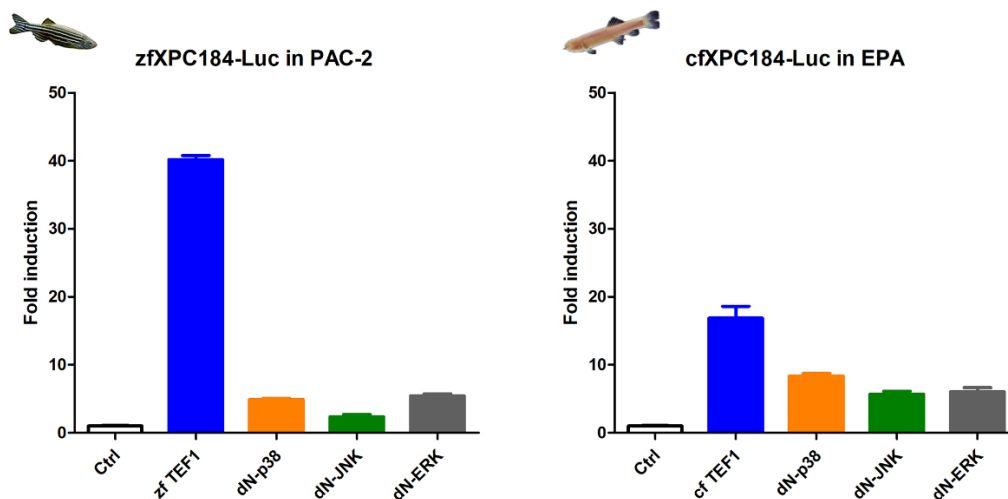 zfXPC184-Luc in PAC-2
Fold induction
50
40
30
20
10
0
Ctrl
zf TEF1
dN-p38
dN-JNK
dN-ERK
cfXPC184-Luc in EPA
Fold induction
50
40
30
20
10
0
Ctrl
cf TEF1
dN-p38
dN-JNK
dN-ERK